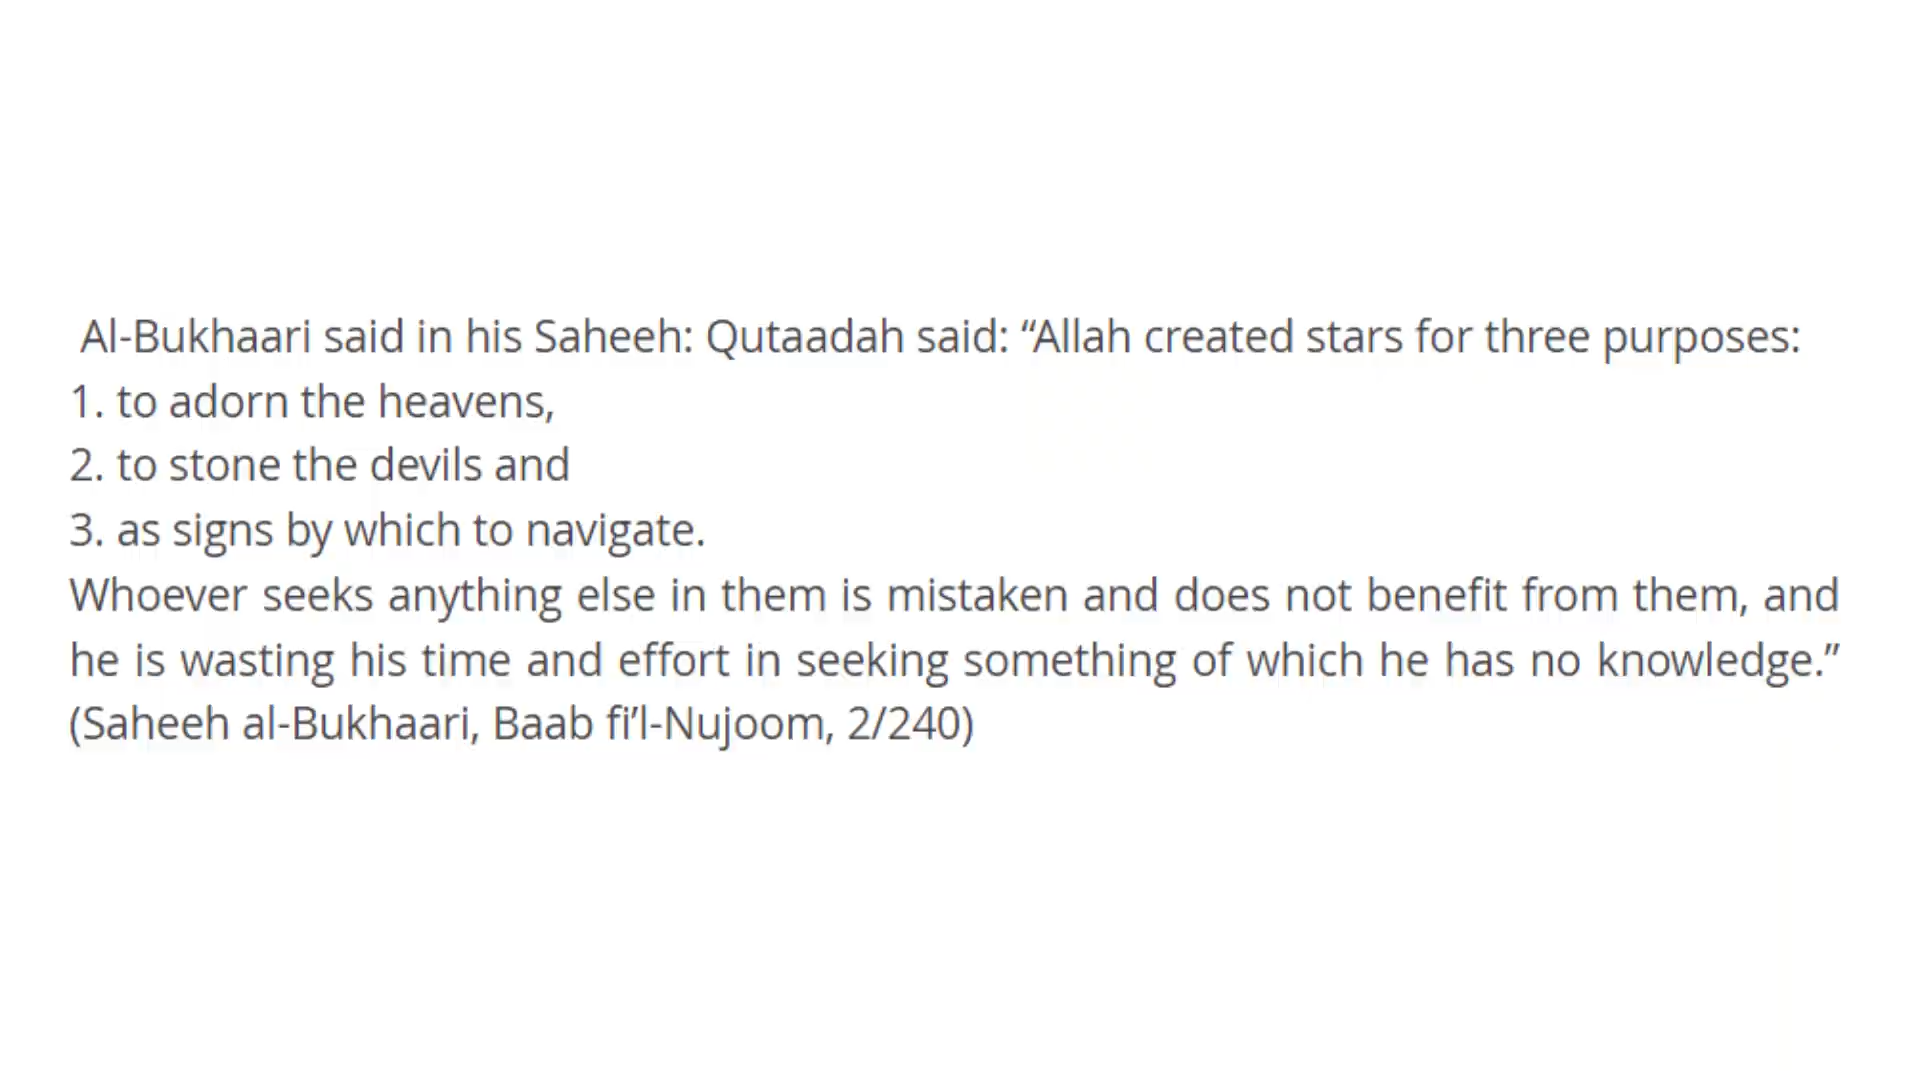 Al-Bukhaari said in his Saheeh: Qutaadah said: “Allah created stars for three purposes:
1. to adorn the heavens,
2. to stone the devils and
3. as signs by which to navigate.
Whoever seeks anything else in them is mistaken and does not benefit from them, and
he is wasting his time and effort in seeking something of which he has no knowledge.”
(Saheeh al-Bukhaari, Baab fi’l-Nujoom, 2/240)